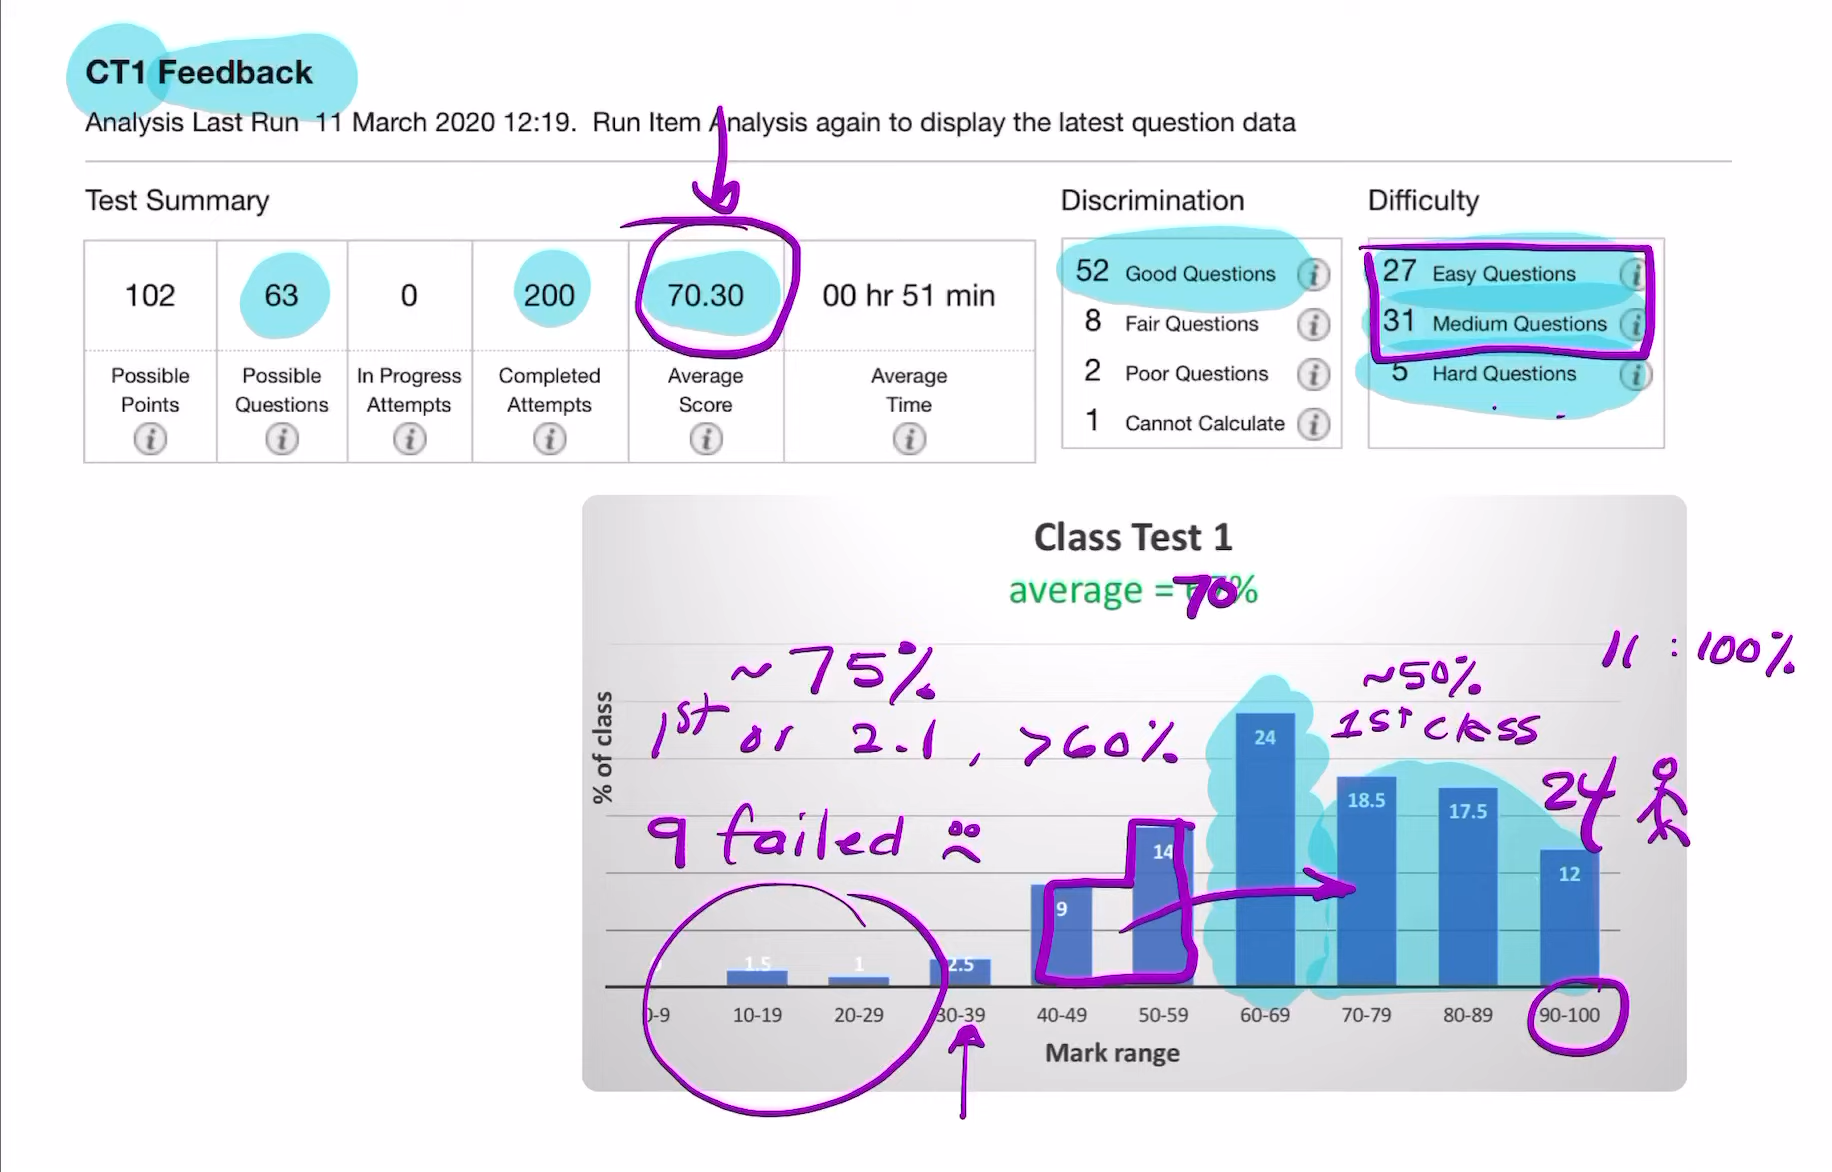 CT1 Feedback
Analysis Last Run 11 March 2020 12:19. Run Item Analysis again to display the latest question data
Test Summary
102
63
0
200
70.30
00 hr 51 min
Possible Points
Possible Questions
In Progress Attempts
Completed Attempts
Average Score
Average Time
Discrimination
52 Good Questions
8 Fair Questions
2 Poor Questions
1 Cannot Calculate
Difficulty
27 Easy Questions
31 Medium Questions
5 Hard Questions
Class Test 1
average = 70%
~75%
1st or 2.1, >60%
9 failed
~50%
1ST class
11 : 100%
24
% of class
1.5
1
2.5
9
14
24
18.5
17.5
12
0-9
10-19
20-29
30-39
40-49
50-59
60-69
70-79
80-89
90-100
Mark range